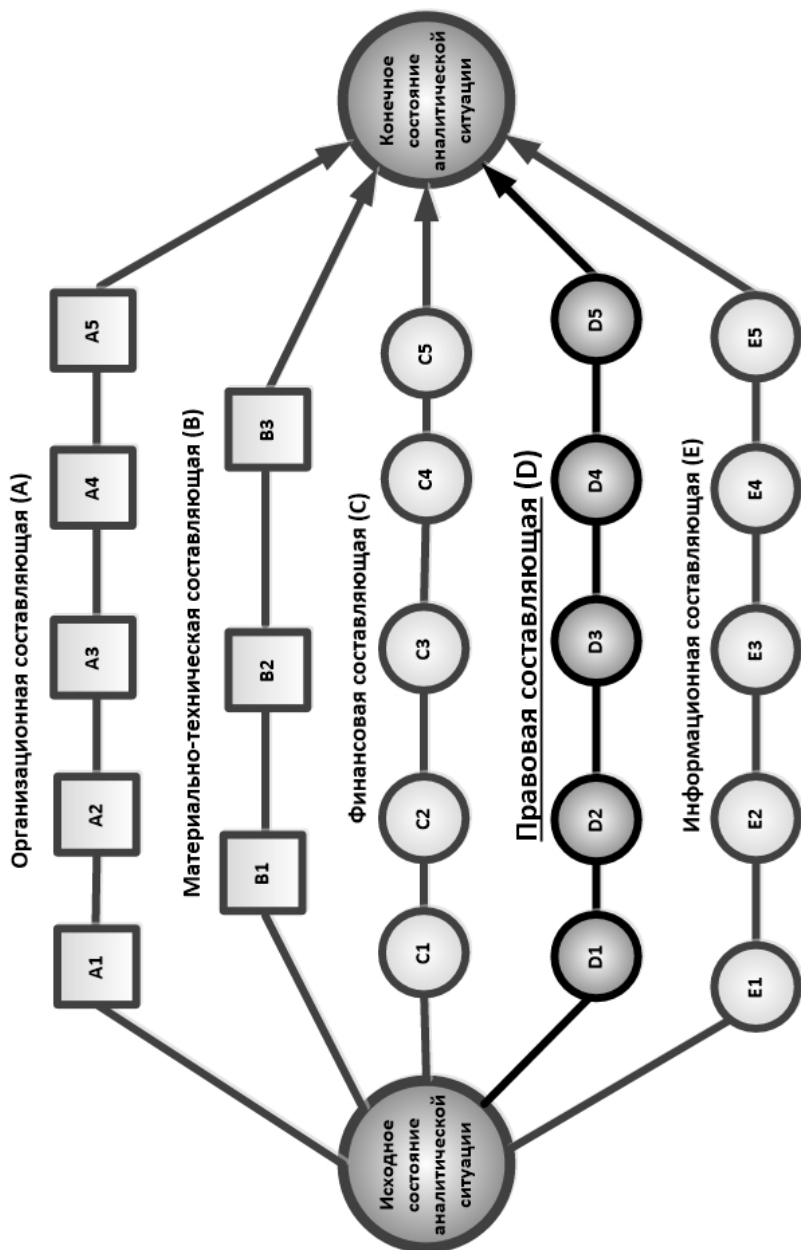 Организационная составляющая (A)
A1
A2
A3
A4
A5
Материально-техническая составляющая (B)
B1
B2
B3
Исходное
состояние
аналитической
ситуации
Финансовая составляющая (C)
C1
C2
C3
C4
C5
Конечное
состояние
аналитической
ситуации
Правовая составляющая (D)
D1
D2
D3
D4
D5
Информационная составляющая (E)
E1
E2
E3
E4
E5